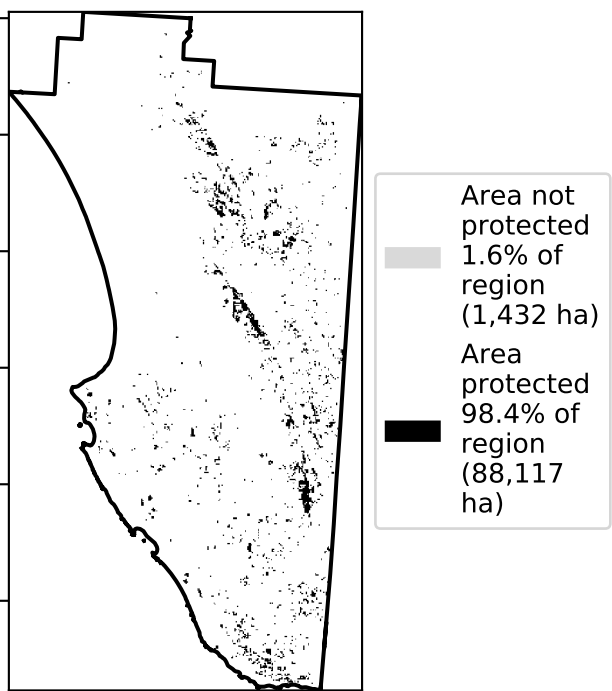 Area not
protected
1.6% of
region
(1,432 ha)
Area
protected
98.4% of
region
(88,117
ha)